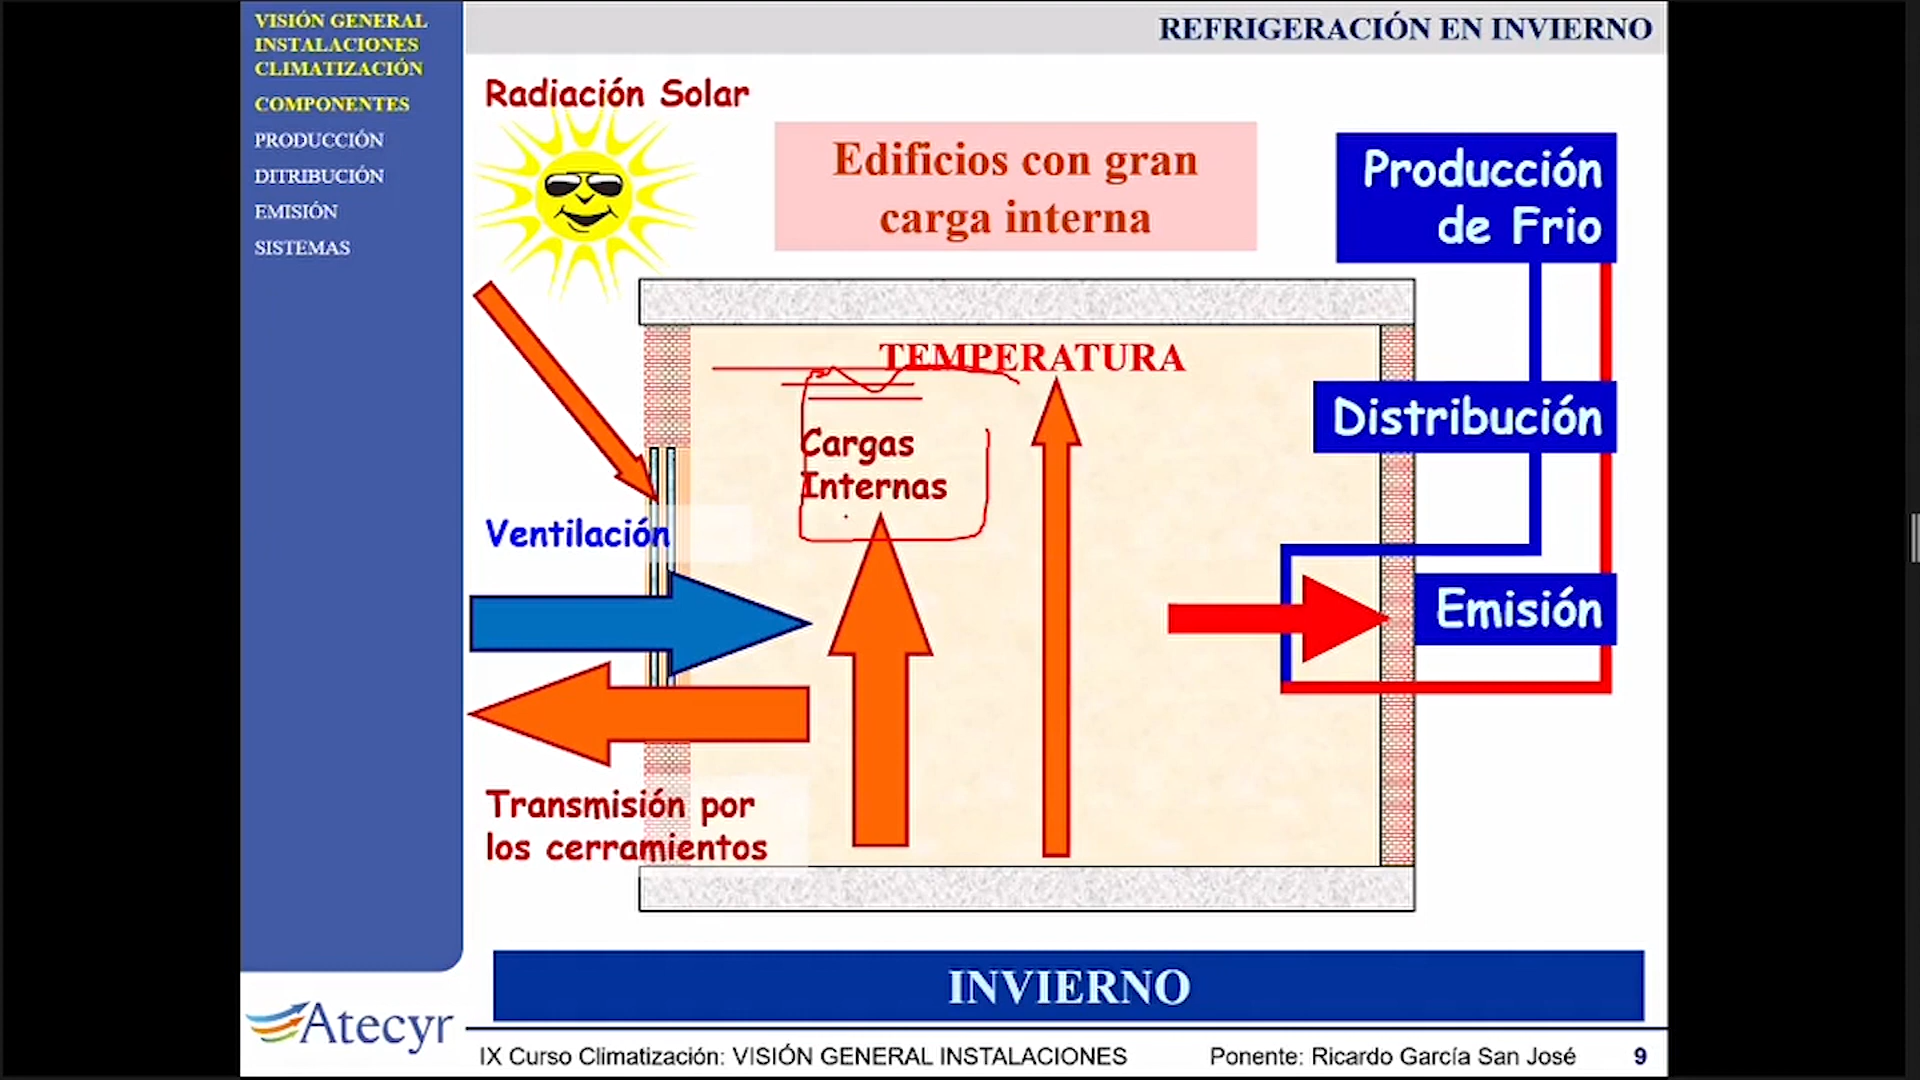 VISIÓN GENERAL
INSTALACIONES
CLIMATIZACIÓN
COMPONENTES
PRODUCCIÓN
DITRIBUCIÓN
EMISIÓN
SISTEMAS
REFRIGERACIÓN EN INVIERNO
Radiación Solar
Edificios con gran
carga interna
Producción
de Frio
TEMPERATURA
Distribución
Cargas
Internas
Ventilación
Emisión
Transmisión por
los cerramientos
INVIERNO
Atecyr
IX Curso Climatización: VISIÓN GENERAL INSTALACIONES
Ponente: Ricardo García San José
9